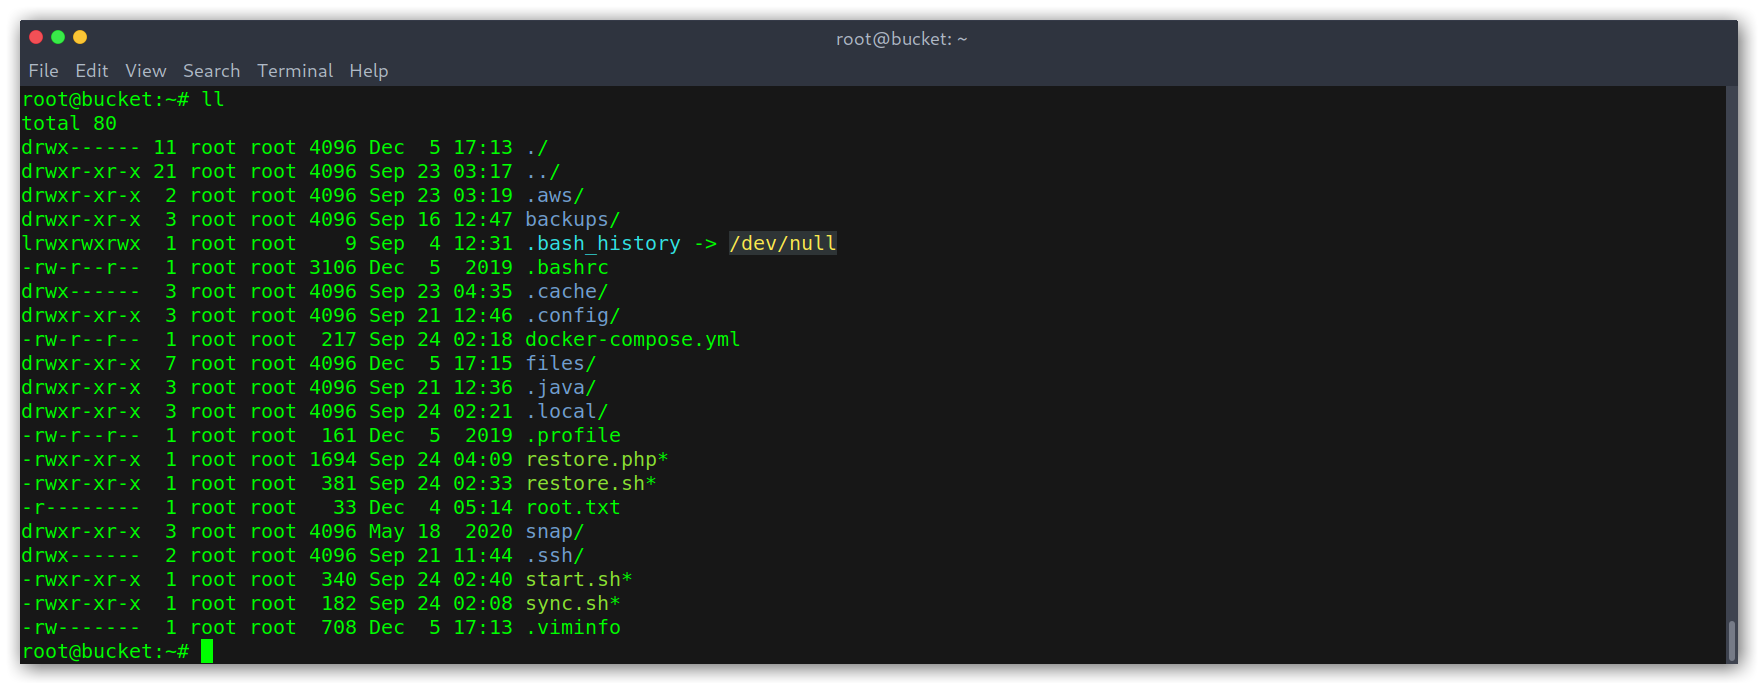 root@bucket: ~
File Edit View Search Terminal Help
root@bucket:~# ll
total 80
drwx------ 11 root root 4096 Dec  5 17:13 ./
drwxr-xr-x 21 root root 4096 Sep 23 03:17 ../
drwxr-xr-x  2 root root 4096 Sep 23 03:19 .aws/
drwxr-xr-x  3 root root 4096 Sep 16 12:47 backups/
lrwxrwxrwx  1 root root    9 Sep  4 12:31 .bash_history -> /dev/null
-rw-r--r--  1 root root 3106 Dec  5  2019 .bashrc
drwx------  3 root root 4096 Sep 23 04:35 .cache/
drwxr-xr-x  3 root root 4096 Sep 21 12:46 .config/
-rw-r--r--  1 root root  217 Sep 24 02:18 docker-compose.yml
drwxr-xr-x  7 root root 4096 Dec  5 17:15 files/
drwxr-xr-x  3 root root 4096 Sep 21 12:36 .java/
drwxr-xr-x  3 root root 4096 Sep 24 02:21 .local/
-rw-r--r--  1 root root  161 Dec  5  2019 .profile
-rwxr-xr-x  1 root root 1694 Sep 24 04:09 restore.php*
-rwxr-xr-x  1 root root  381 Sep 24 02:33 restore.sh*
-r--------  1 root root   33 Dec  4 05:14 root.txt
drwxr-xr-x  3 root root 4096 May 18  2020 snap/
drwx------  2 root root 4096 Sep 21 11:44 .ssh/
-rwxr-xr-x  1 root root  340 Sep 24 02:40 start.sh*
-rwxr-xr-x  1 root root  182 Sep 24 02:08 sync.sh*
-rw-------  1 root root  708 Dec  5 17:13 .viminfo
root@bucket:~#